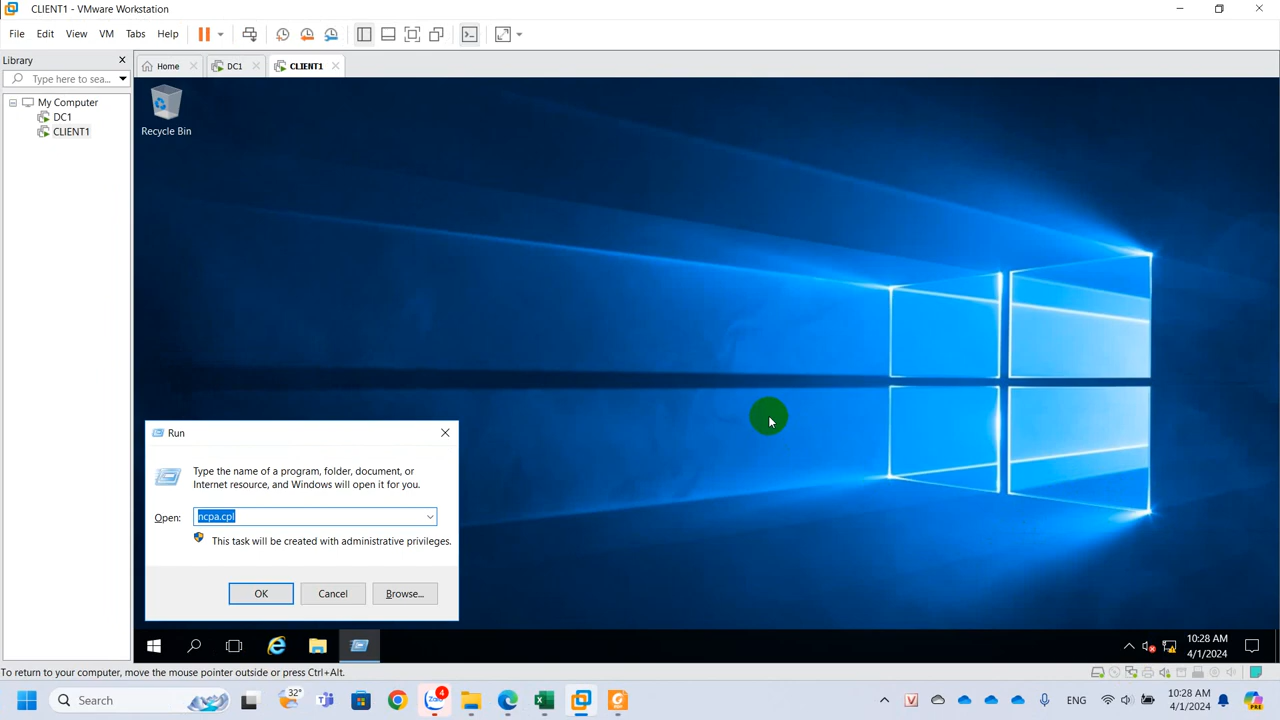 CLIENT1 - VMware Workstation
File Edit View VM Tabs Help
Library
Type here to sea...
My Computer
DC1
CLIENT1
Home
DC1
CLIENT1
Recycle Bin
Run
Type the name of a program, folder, document, or
Internet resource, and Windows will open it for you.
Open: ncpa.cpl
This task will be created with administrative privileges.
OK Cancel Browse...
10:28 AM
4/1/2024
To return to your computer, move the mouse pointer outside or press Ctrl+Alt.
Search
32°
Zalo
4
V
ENG
10:28 AM
4/1/2024
PRE